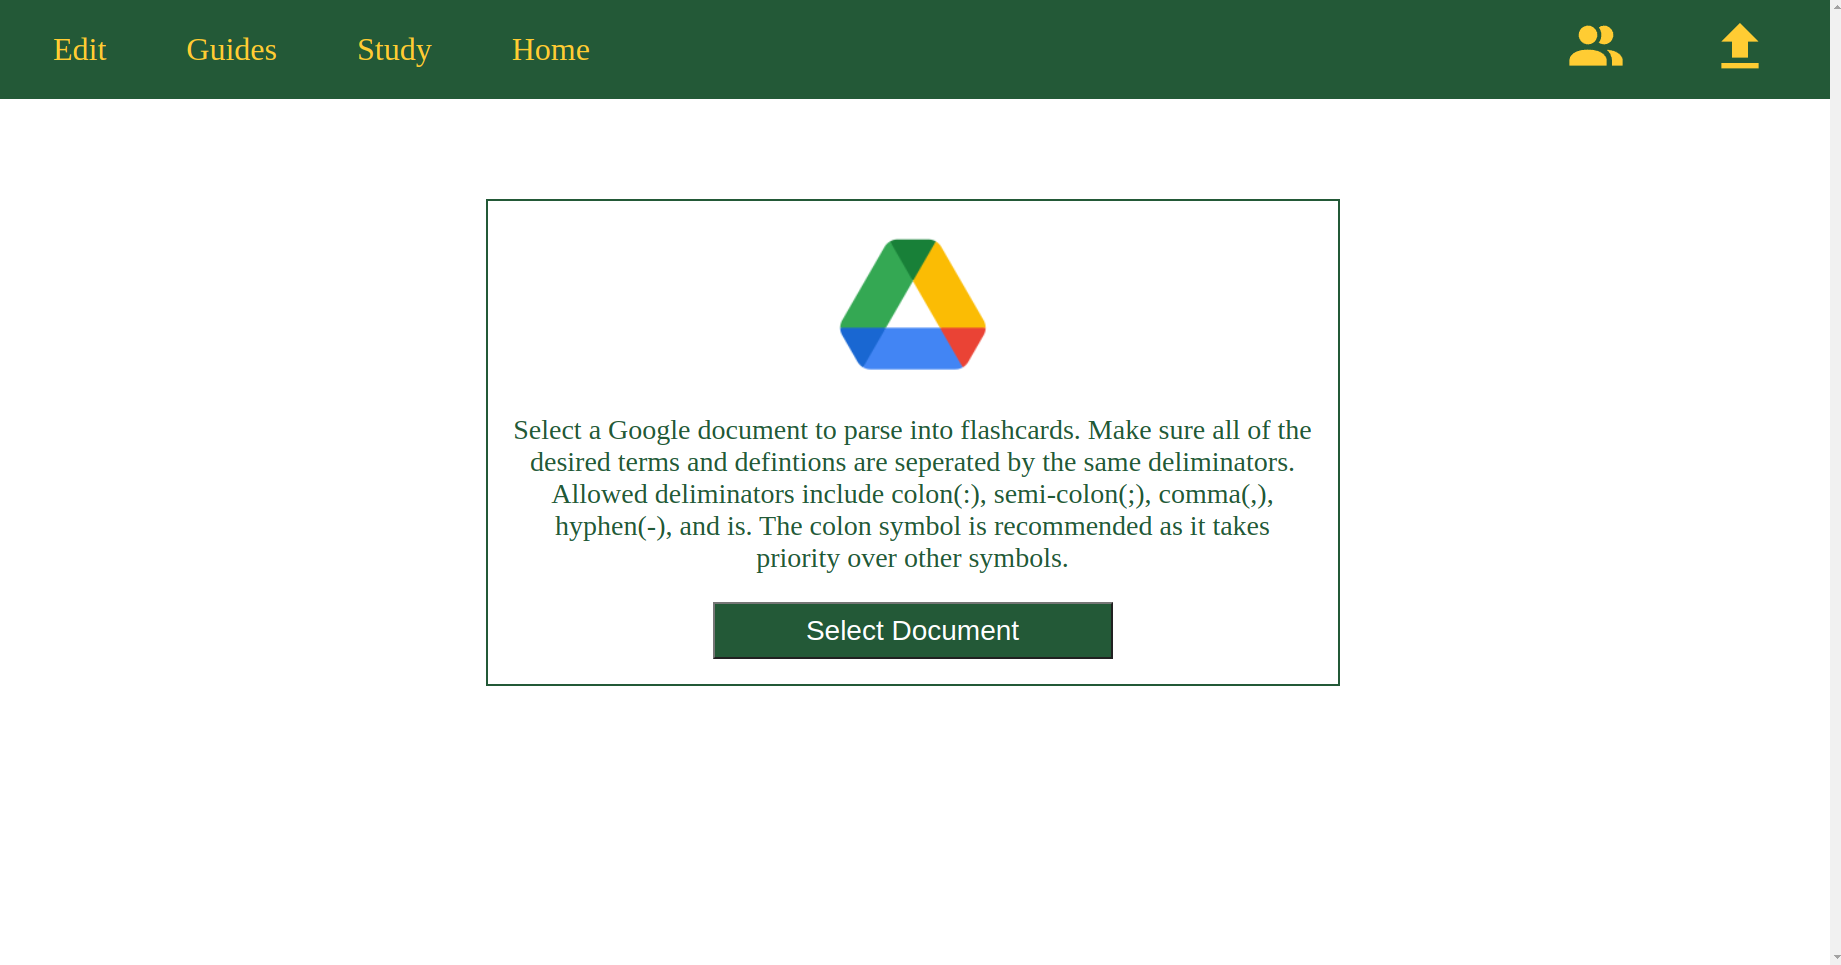 Edit Guides Study Home
Select a Google document to parse into flashcards. Make sure all of the
desired terms and defintions are seperated by the same deliminators.
Allowed deliminators include colon(:), semi-colon(;), comma(,),
hyphen(-), and is. The colon symbol is recommended as it takes
priority over other symbols.
Select Document